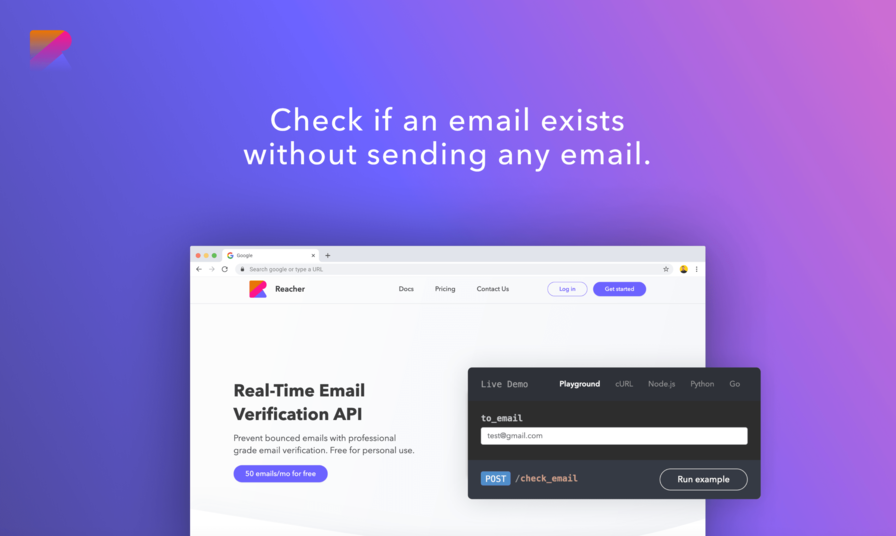 Check if an email exists
without sending any email.
Google
Search google or type a URL
Reacher
Docs
Pricing
Contact Us
Log in
Get started
Real-Time Email
Verification API
Prevent bounced emails with professional
grade email verification. Free for personal use.
50 emails/mo for free
Live Demo
Playground
cURL
Node.js
Python
Go
to_email
test@gmail.com
POST /check_email
Run example